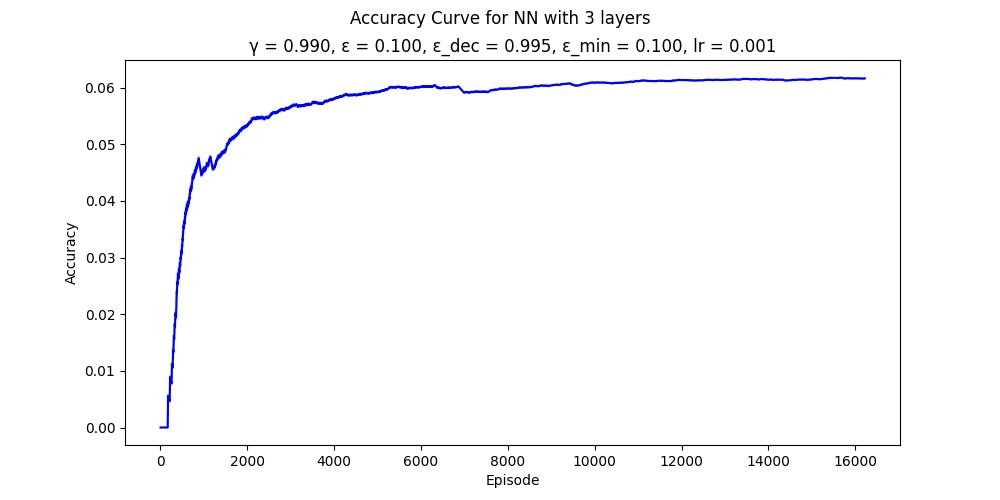 Accuracy Curve for NN with 3 layers
γ = 0.990, ε = 0.100, ε_dec = 0.995, ε_min = 0.100, lr = 0.001
0.06
0.05
0.04
0.03
0.02
0.01
0.00
Accuracy
0 2000 4000 6000 8000 10000 12000 14000 16000
Episode